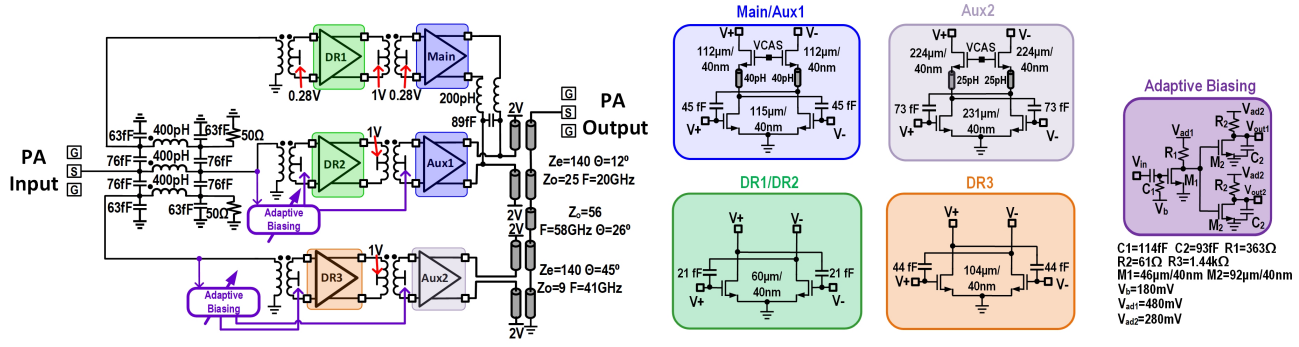 PA
Input
G
S
G
63fF
400pH
63fF
50Ω
76fF
400pH
76fF
76fF
400pH
76fF
63fF
63fF
50Ω
DR1
Main
0.28V
1V
0.28V
200pH
89fF
2V
DR2
1V
Aux1
2V
Adaptive
Biasing
DR3
1V
Aux2
2V
2V
Adaptive
Biasing
G
S
G
PA
Output
Ze=140 Θ=12°
Zo=25 F=20GHz
Zo=56
F=58GHz Θ=26°
Ze=140 Θ=45°
Zo=9 F=41GHz
Main/Aux1
V+ V-
112µm/
40nm
VCAS
112µm/
40nm
40pH 40pH
45 fF
45 fF
115µm/
40nm
V+ V-
Aux2
V+ V-
224µm/
40nm
VCAS
224µm/
40nm
25pH 25pH
73 fF
73 fF
231µm/
40nm
V+ V-
DR1/DR2
V+ V-
21 fF
21 fF
60µm/
40nm
V+ V-
DR3
V+ V-
44 fF
44 fF
104µm/
40nm
V+ V-
Adaptive Biasing
Vad2
R2
Vout1
Vad1
R1
M2
C2
Vin
Vad2
R2
M1
Vout2
C1
M2
C2
Vb
C1=114fF C2=93fF R1=363Ω
R2=61Ω R3=1.44kΩ
M1=46µm/40nm M2=92µm/40nm
Vb=180mV
Vad1=480mV
Vad2=280mV